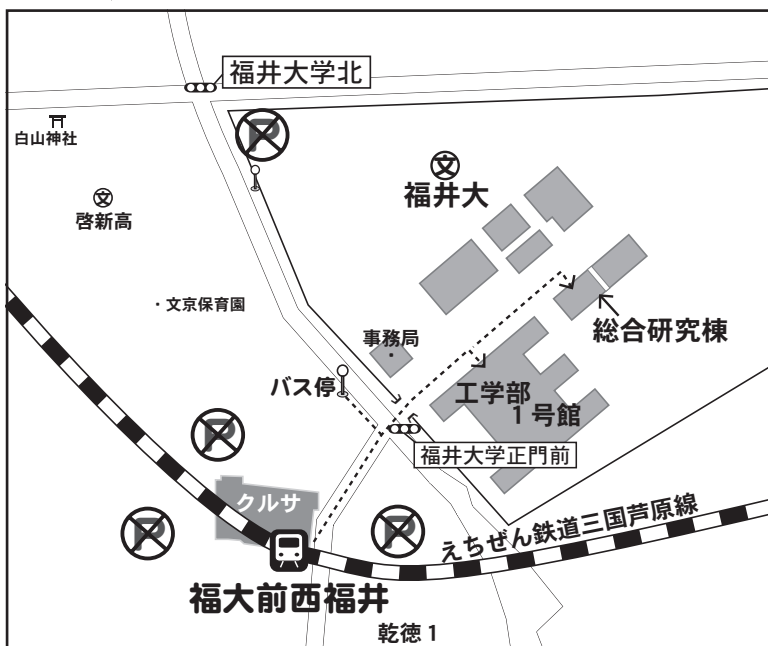 福井大学北
白山神社
文
福井大
文
啓新高
・文京保育園
総合研究棟
事務局
バス停
工学部
1号館
福井大学正門前
クルサ
えちぜん鉄道三国芦原線
福大前西福井
乾徳1
P
P
P
P